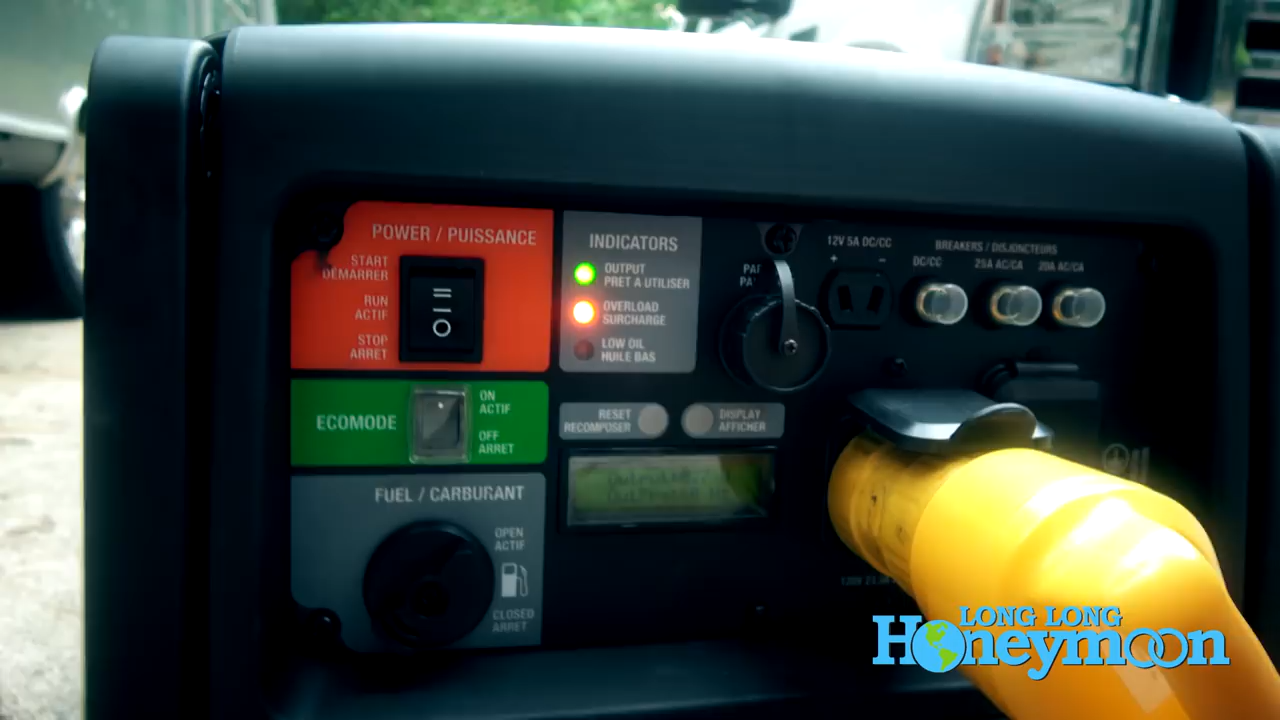 POWER / PUISSANCE
START
DEMARRER
RUN
ACTIF
STOP
ARRET
ECOMODE
ON
ACTIF
OFF
ARRET
FUEL / CARBURANT
OPEN
ACTIF
CLOSED
ARRET
INDICATORS
OUTPUT
PRET A UTILISER
OVERLOAD
SURCHARGE
LOW OIL
HUILE BAS
RESET
RECOMPOSER
DISPLAY
AFFICHER
12V 5A DC/CC
+ −
BREAKERS / DISJONCTEURS
DC/CC 25A AC/CA 20A AC/CA
LONG LONG
Honeymoon